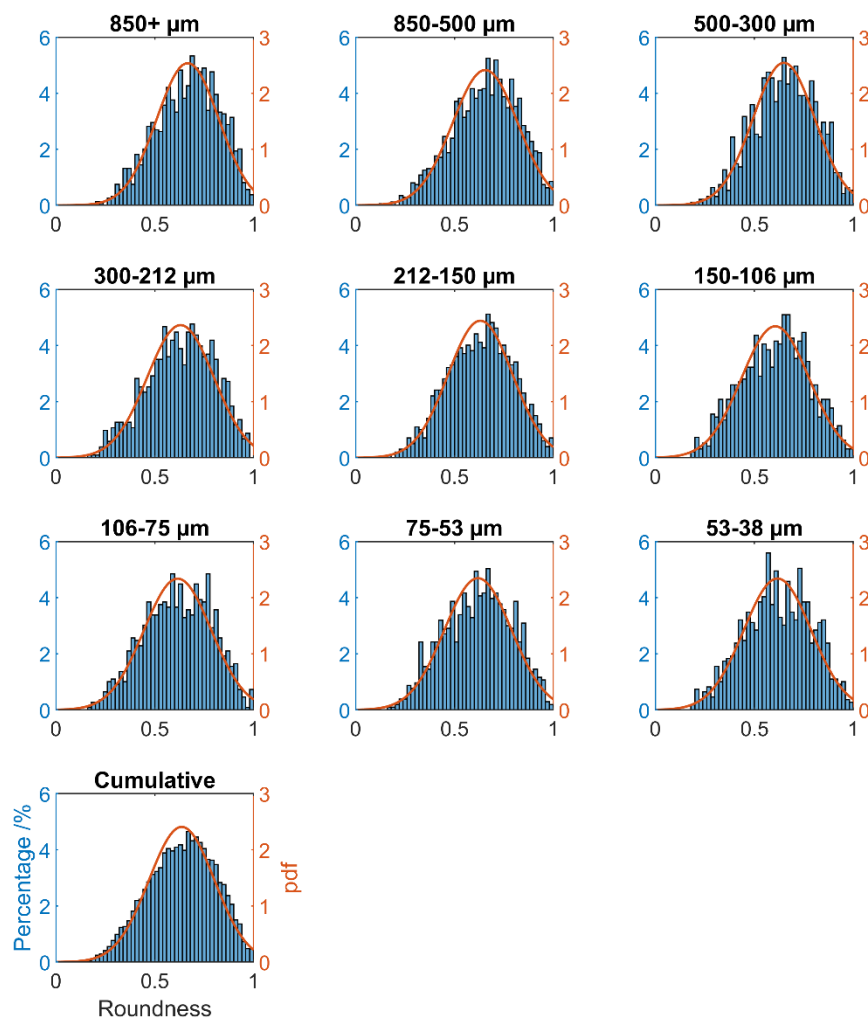 850+ µm 850-500 µm 500-300 µm
6 3 6 3 6 3
4 2 4 2 4 2
2 1 2 1 2 1
0 0 0 0 0 0
0 0.5 1 0 0.5 1 0 0.5 1
300-212 µm 212-150 µm 150-106 µm
6 3 6 3 6 3
4 2 4 2 4 2
2 1 2 1 2 1
0 0 0 0 0 0
0 0.5 1 0 0.5 1 0 0.5 1
106-75 µm 75-53 µm 53-38 µm
6 3 6 3 6 3
4 2 4 2 4 2
2 1 2 1 2 1
0 0 0 0 0 0
0 0.5 1 0 0.5 1 0 0.5 1
Cumulative
6 3
4 2
2 1
0 0
0 0.5 1
Percentage /%
pdf
Roundness